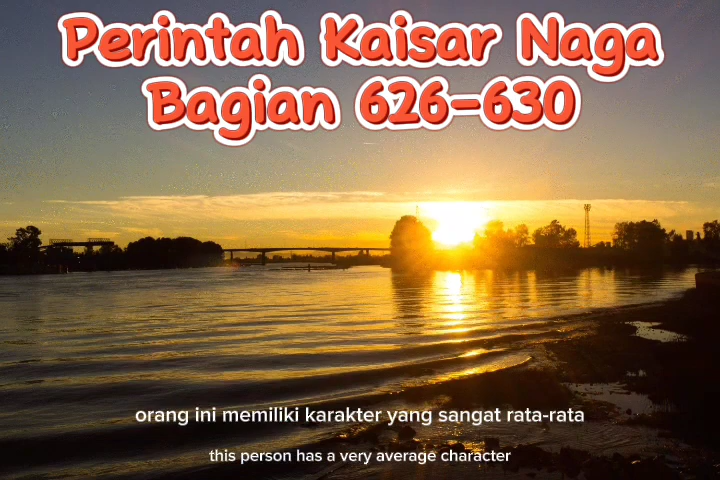 Perintah Kaisar Naga
Bagian 626-630
orang ini memiliki karakter yang sangat rata-rata
this person has a very average character